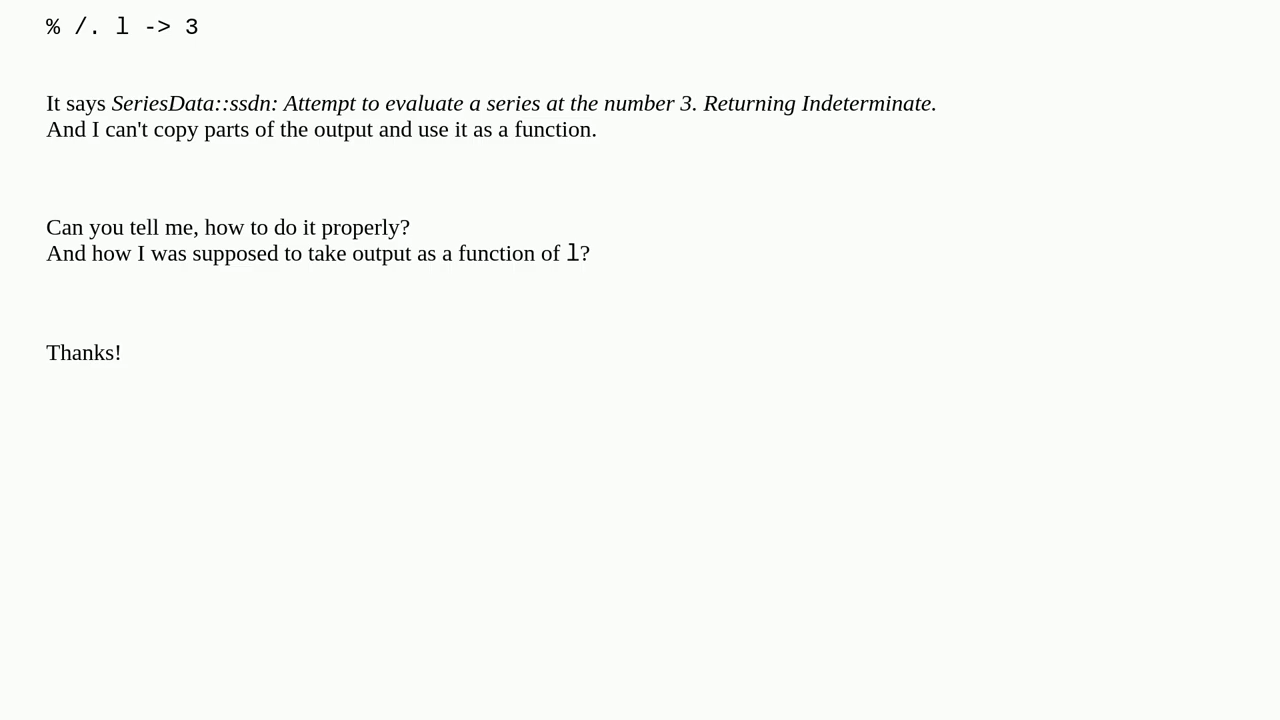 % /. l -> 3
It says SeriesData::ssdn: Attempt to evaluate a series at the number 3. Returning Indeterminate.
And I can't copy parts of the output and use it as a function.
Can you tell me, how to do it properly?
And how I was supposed to take output as a function of l?
Thanks!